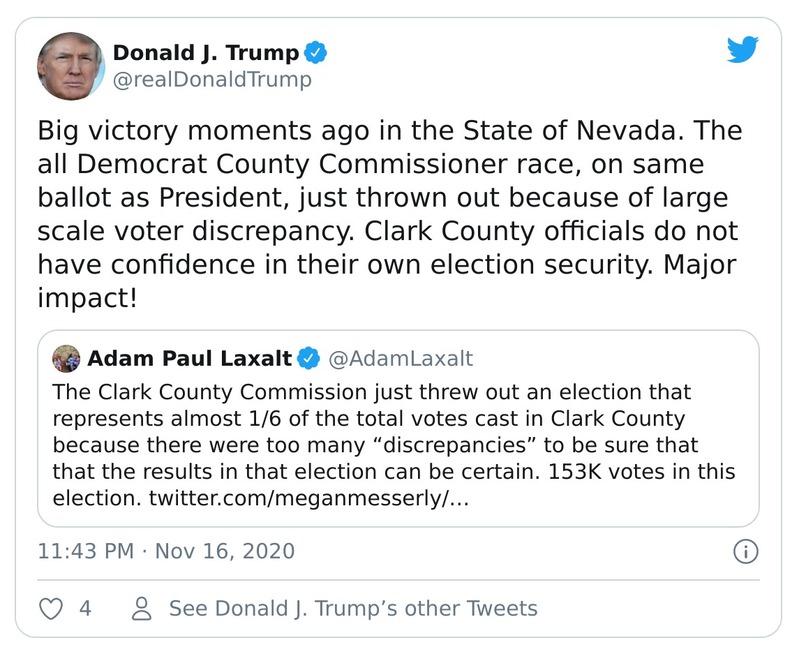 Donald J. Trump
@realDonaldTrump
Big victory moments ago in the State of Nevada. The
all Democrat County Commissioner race, on same
ballot as President, just thrown out because of large
scale voter discrepancy. Clark County officials do not
have confidence in their own election security. Major
impact!
Adam Paul Laxalt @AdamLaxalt
The Clark County Commission just threw out an election that
represents almost 1/6 of the total votes cast in Clark County
because there were too many “discrepancies” to be sure that
that the results in that election can be certain. 153K votes in this
election. twitter.com/meganmesserly/…
11:43 PM · Nov 16, 2020
4 See Donald J. Trump’s other Tweets